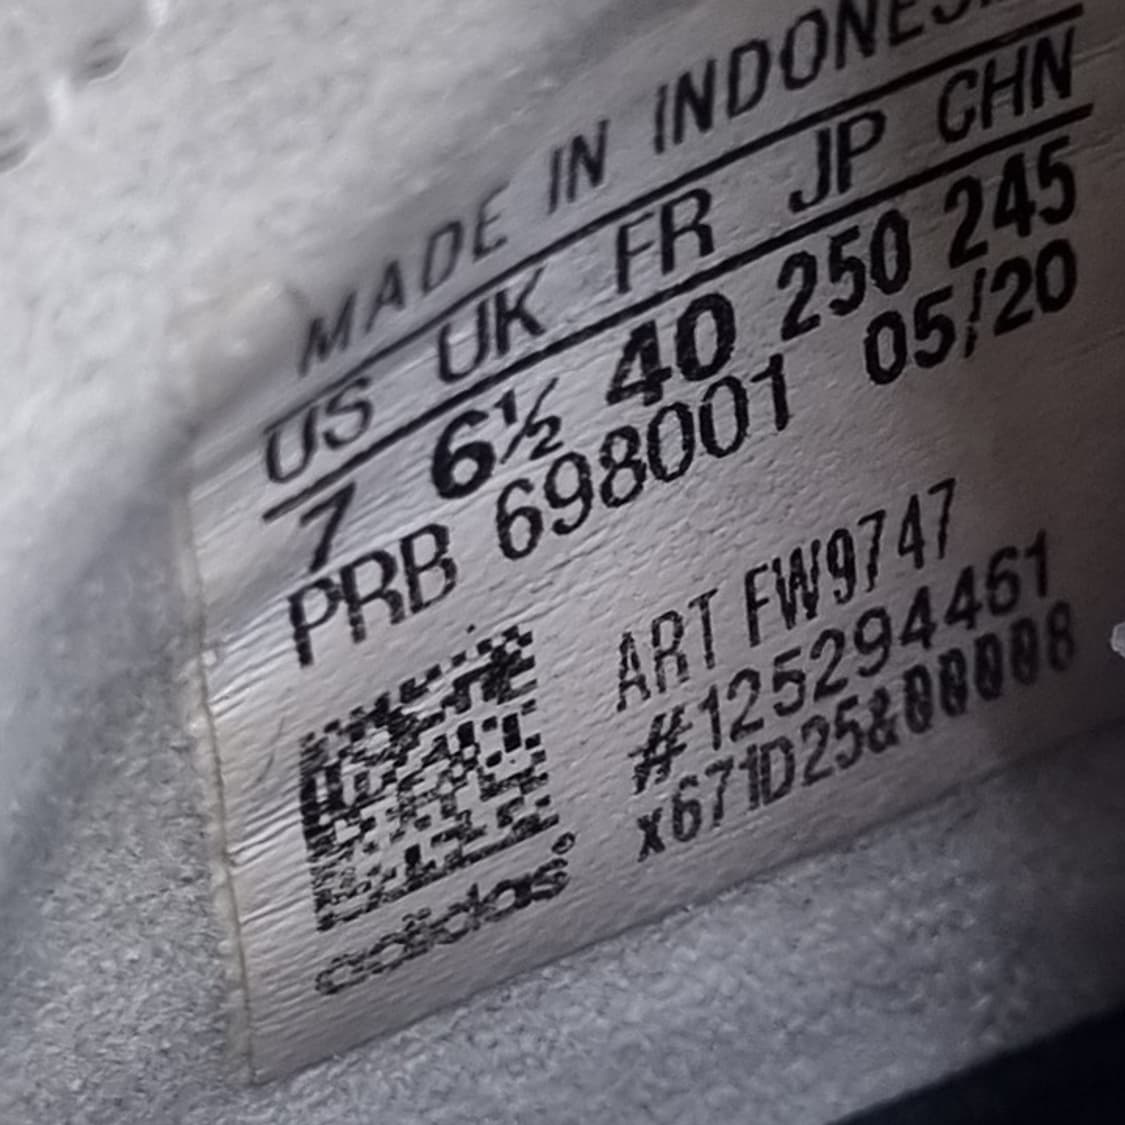 MADE IN
US UK FR JP CHN
7 6½ 40 250 245
PRB 698001 05/20
ART FW9747
#125294461
x671D25&00008
adidas®